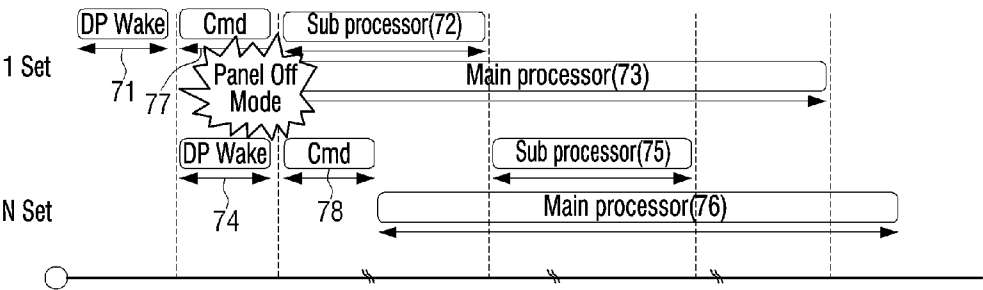 DP Wake Cmd Sub processor(72)
1 Set
71 77 Panel Off Mode Main processor(73)
DP Wake Cmd Sub processor(75)
74 78
N Set Main processor(76)